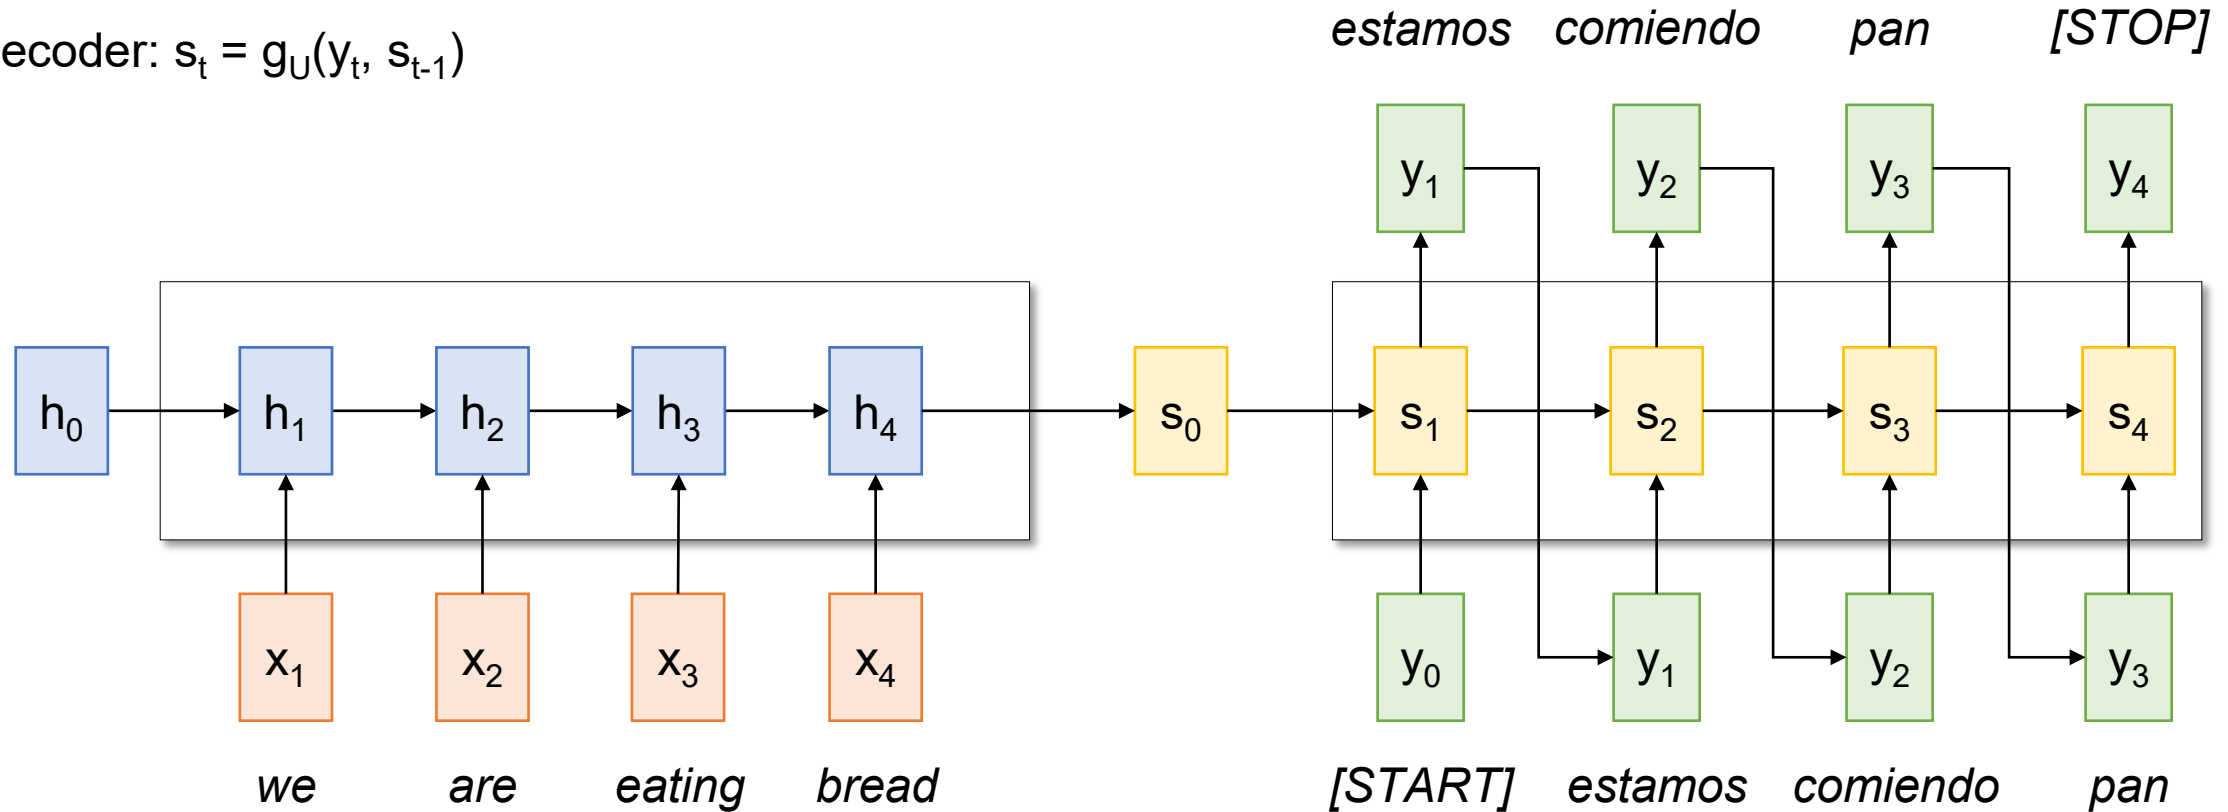 ecoder: sₜ = g_U(yₜ, sₜ₋₁)
estamos comiendo pan [STOP]
y₁ y₂ y₃ y₄
h₀ h₁ h₂ h₃ h₄ s₀ s₁ s₂ s₃ s₄
x₁ x₂ x₃ x₄ y₀ y₁ y₂ y₃
we are eating bread [START] estamos comiendo pan